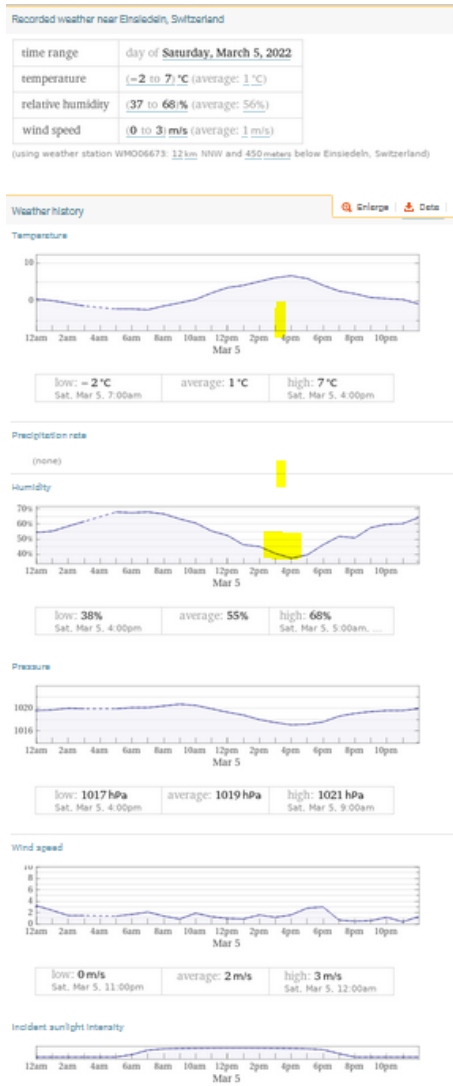 Recorded weather near Einsiedeln, Switzerland
time range day of Saturday, March 5, 2022
temperature (−2 to 7) °C (average: 1 °C)
relative humidity (37 to 68)% (average: 56%)
wind speed (0 to 3) m/s (average: 1 m/s)
(using weather station WMO06673: 12 km NNW and 450 meters below Einsiedeln, Switzerland)
Weather history Enlarge Data
Temperature
10
0
12am 2am 4am 6am 8am 10am 12pm 2pm 4pm 6pm 8pm 10pm
Mar 5
low: − 2 °C average: 1 °C high: 7 °C
Sat, Mar 5, 7:00am Sat, Mar 5, 4:00pm
Precipitation rate
(none)
Humidity
70%
60%
50%
40%
12am 2am 4am 6am 8am 10am 12pm 2pm 4pm 6pm 8pm 10pm
Mar 5
low: 38% average: 55% high: 68%
Sat, Mar 5, 4:00pm Sat, Mar 5, 5:00am, ...
Pressure
1020
1016
12am 2am 4am 6am 8am 10am 12pm 2pm 4pm 6pm 8pm 10pm
Mar 5
low: 1017 hPa average: 1019 hPa high: 1021 hPa
Sat, Mar 5, 4:00pm Sat, Mar 5, 9:00am
Wind speed
10
8
6
4
2
0
12am 2am 4am 6am 8am 10am 12pm 2pm 4pm 6pm 8pm 10pm
Mar 5
low: 0 m/s average: 2 m/s high: 3 m/s
Sat, Mar 5, 11:00pm Sat, Mar 5, 12:00am
Incident sunlight intensity
12am 2am 4am 6am 8am 10am 12pm 2pm 4pm 6pm 8pm 10pm
Mar 5